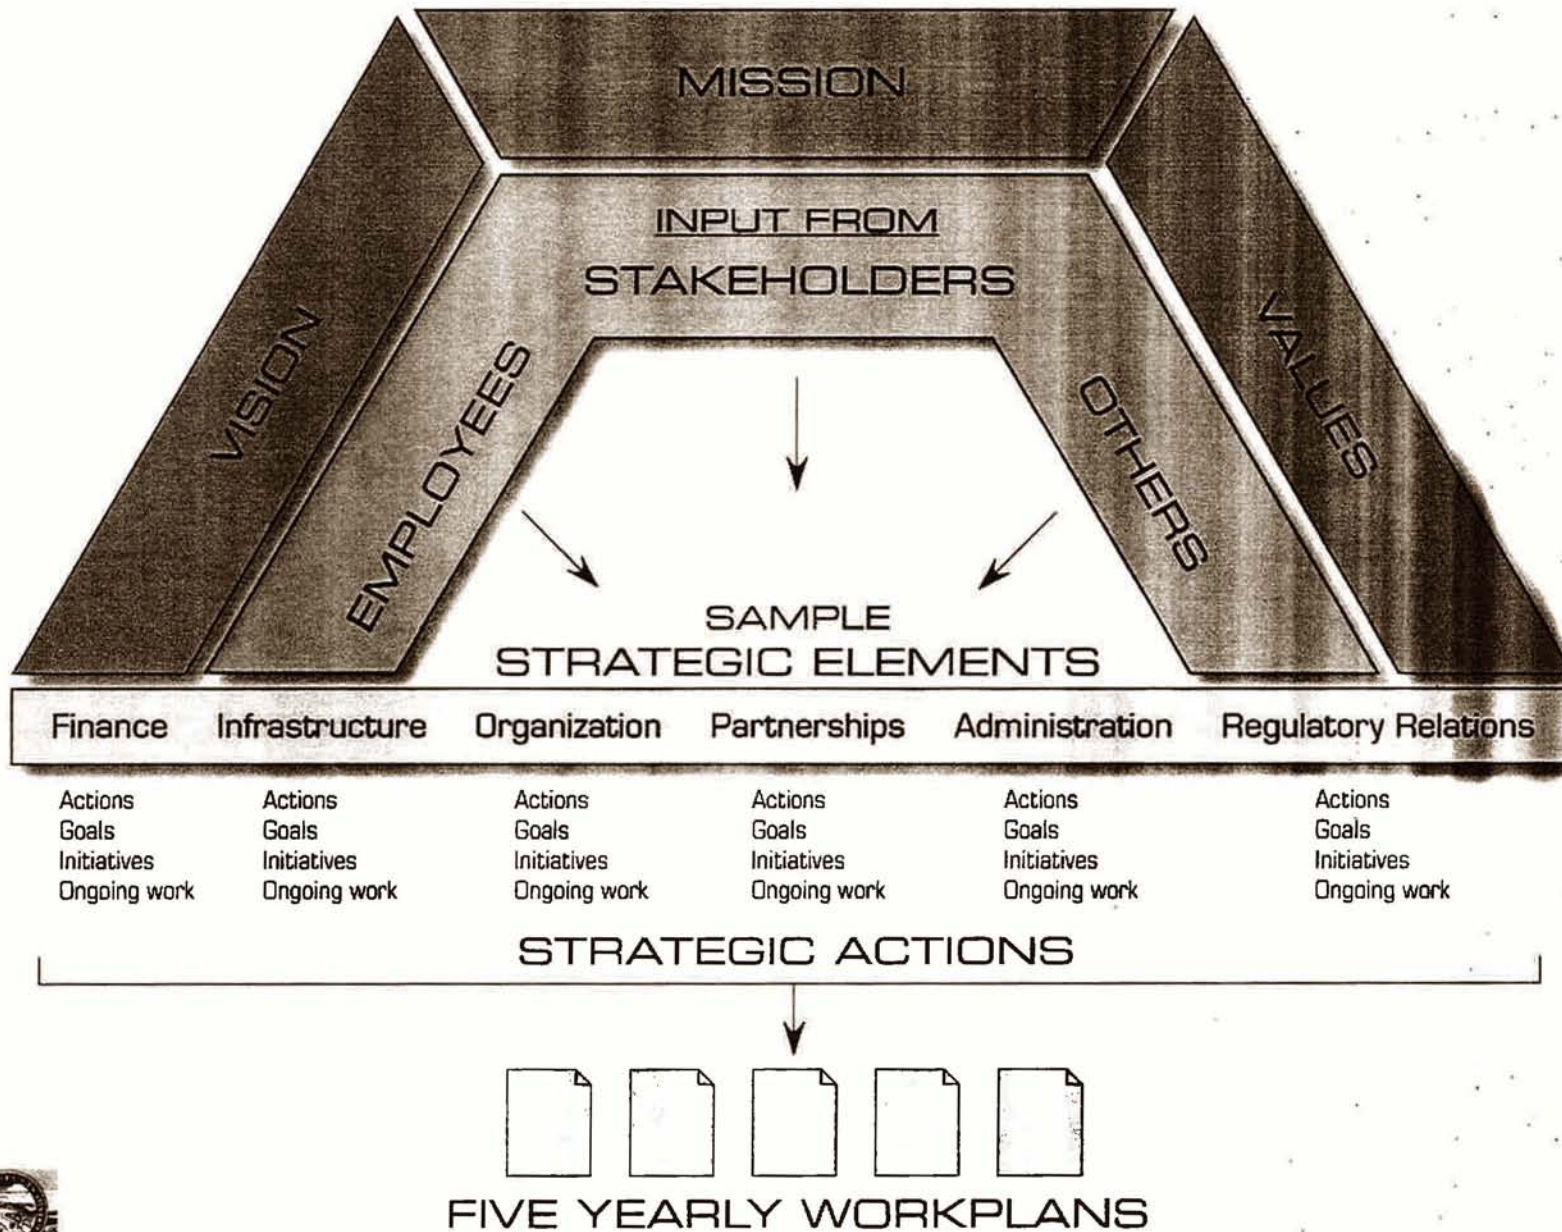 MISSION
VISION
VALUES
INPUT FROM
STAKEHOLDERS
EMPLOYEES
OTHERS
SAMPLE
STRATEGIC ELEMENTS
Finance Infrastructure Organization Partnerships Administration Regulatory Relations
Actions Actions Actions Actions Actions Actions
Goals Goals Goals Goals Goals Goals
Initiatives Initiatives Initiatives Initiatives Initiatives Initiatives
Ongoing work Ongoing work Ongoing work Ongoing work Ongoing work Ongoing work
STRATEGIC ACTIONS
FIVE YEARLY WORKPLANS